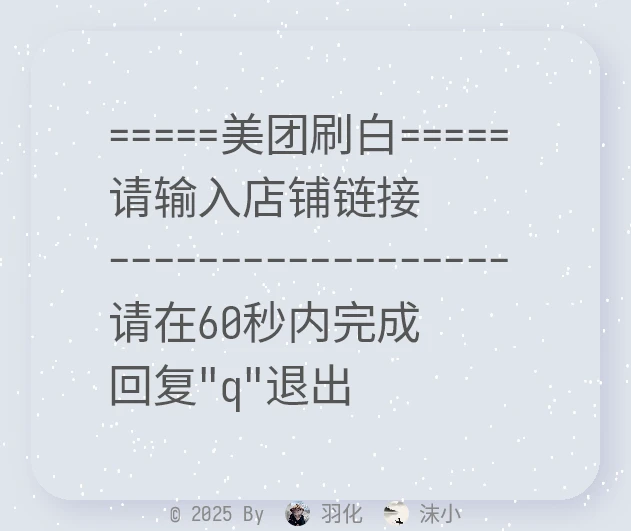 =====美团刷白=====
请输入店铺链接
------------------
请在60秒内完成
回复"q"退出
© 2025 By 羽化 沫小